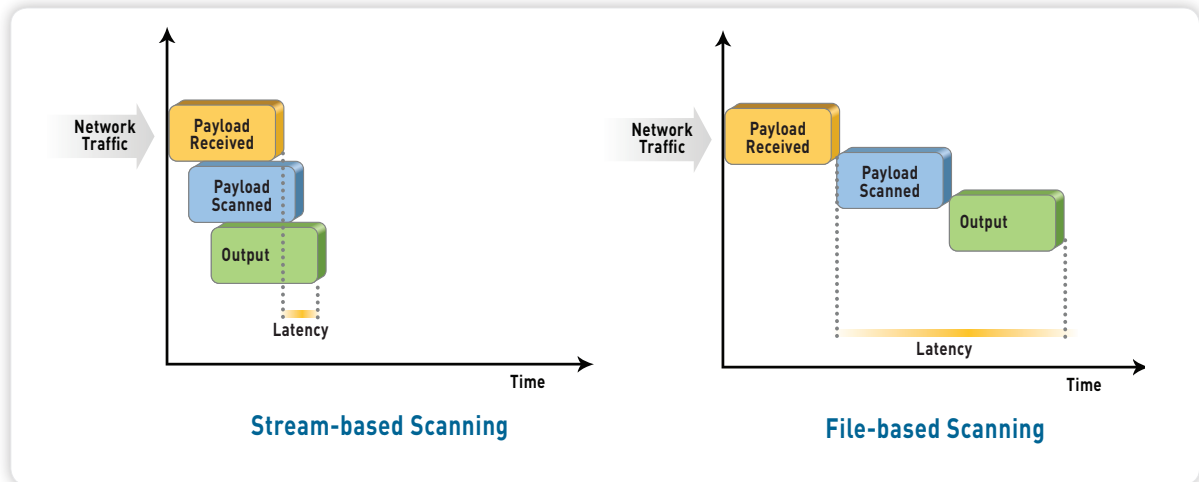 Network
Traffic
Payload
Received
Payload
Scanned
Output
Latency
Time
Stream-based Scanning
Network
Traffic
Payload
Received
Payload
Scanned
Output
Latency
Time
File-based Scanning